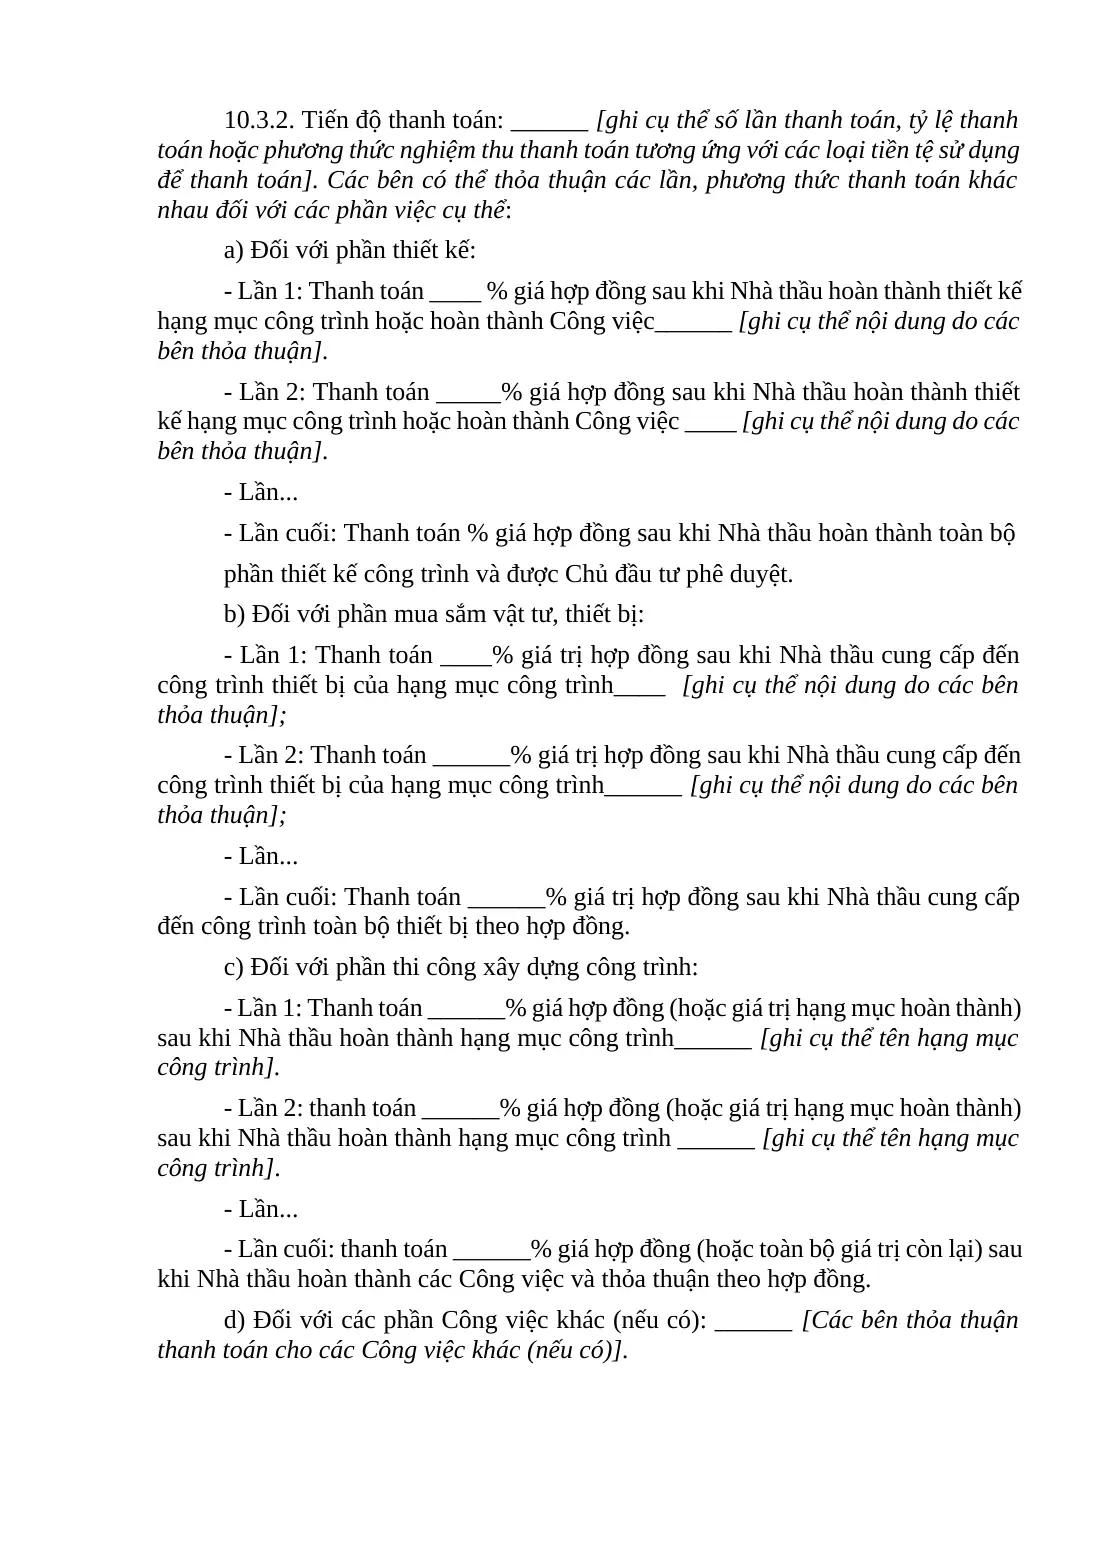 10.3.2. Tiến độ thanh toán: ______ [ghi cụ thể số lần thanh toán, tỷ lệ thanh
toán hoặc phương thức nghiệm thu thanh toán tương ứng với các loại tiền tệ sử dụng
để thanh toán]. Các bên có thể thỏa thuận các lần, phương thức thanh toán khác
nhau đối với các phần việc cụ thể:
a) Đối với phần thiết kế:
- Lần 1: Thanh toán ____ % giá hợp đồng sau khi Nhà thầu hoàn thành thiết kế
hạng mục công trình hoặc hoàn thành Công việc______ [ghi cụ thể nội dung do các
bên thỏa thuận].
- Lần 2: Thanh toán _____% giá hợp đồng sau khi Nhà thầu hoàn thành thiết
kế hạng mục công trình hoặc hoàn thành Công việc ____ [ghi cụ thể nội dung do các
bên thỏa thuận].
- Lần...
- Lần cuối: Thanh toán % giá hợp đồng sau khi Nhà thầu hoàn thành toàn bộ
phần thiết kế công trình và được Chủ đầu tư phê duyệt.
b) Đối với phần mua sắm vật tư, thiết bị:
- Lần 1: Thanh toán ____% giá trị hợp đồng sau khi Nhà thầu cung cấp đến
công trình thiết bị của hạng mục công trình____ [ghi cụ thể nội dung do các bên
thỏa thuận];
- Lần 2: Thanh toán ______% giá trị hợp đồng sau khi Nhà thầu cung cấp đến
công trình thiết bị của hạng mục công trình______ [ghi cụ thể nội dung do các bên
thỏa thuận];
- Lần...
- Lần cuối: Thanh toán ______% giá trị hợp đồng sau khi Nhà thầu cung cấp
đến công trình toàn bộ thiết bị theo hợp đồng.
c) Đối với phần thi công xây dựng công trình:
- Lần 1: Thanh toán ______% giá hợp đồng (hoặc giá trị hạng mục hoàn thành)
sau khi Nhà thầu hoàn thành hạng mục công trình______ [ghi cụ thể tên hạng mục
công trình].
- Lần 2: thanh toán ______% giá hợp đồng (hoặc giá trị hạng mục hoàn thành)
sau khi Nhà thầu hoàn thành hạng mục công trình ______ [ghi cụ thể tên hạng mục
công trình].
- Lần...
- Lần cuối: thanh toán ______% giá hợp đồng (hoặc toàn bộ giá trị còn lại) sau
khi Nhà thầu hoàn thành các Công việc và thỏa thuận theo hợp đồng.
d) Đối với các phần Công việc khác (nếu có): ______ [Các bên thỏa thuận
thanh toán cho các Công việc khác (nếu có)].